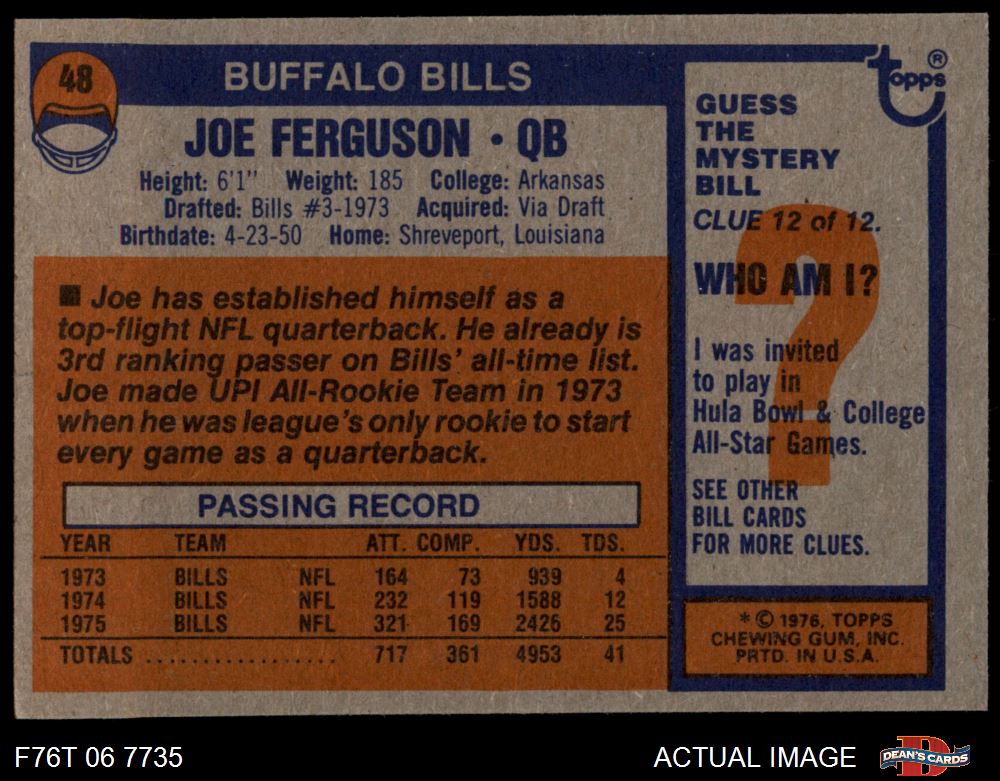 48
BUFFALO BILLS
JOE FERGUSON • QB
Height: 6'1" Weight: 185 College: Arkansas
Drafted: Bills #3-1973 Acquired: Via Draft
Birthdate: 4-23-50 Home: Shreveport, Louisiana
■ Joe has established himself as a
top-flight NFL quarterback. He already is
3rd ranking passer on Bills' all-time list.
Joe made UPI All-Rookie Team in 1973
when he was league's only rookie to start
every game as a quarterback.
PASSING RECORD
YEAR TEAM ATT. COMP. YDS. TDS.
1973 BILLS NFL 164 73 939 4
1974 BILLS NFL 232 119 1588 12
1975 BILLS NFL 321 169 2426 25
TOTALS .................. 717 361 4953 41
topps®
GUESS
THE
MYSTERY
BILL
CLUE 12 of 12.
WHO AM I?
?
I was invited
to play in
Hula Bowl & College
All-Star Games.
SEE OTHER
BILL CARDS
FOR MORE CLUES.
* © 1976, TOPPS
CHEWING GUM, INC.
PRTD. IN U.S.A.
F76T 06 7735
ACTUAL IMAGE
DEAN'S CARDS